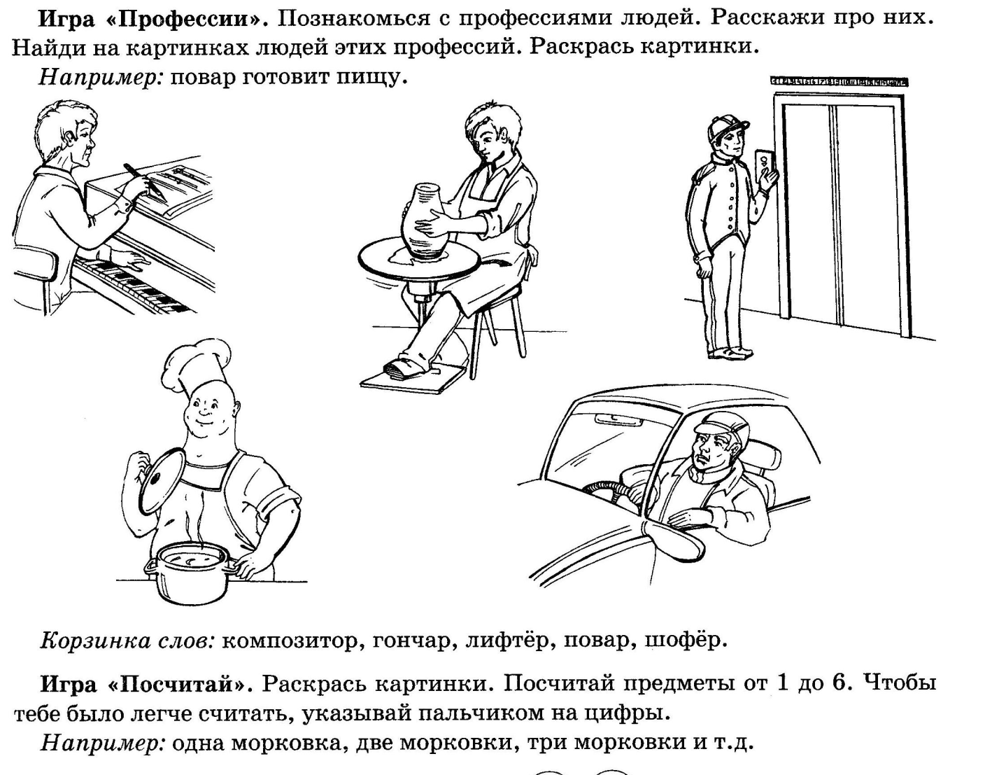 Игра «Профессии». Познакомься с профессиями людей. Расскажи про них.
Найди на картинках людей этих профессий. Раскрась картинки.
Например: повар готовит пищу.
Корзинка слов: композитор, гончар, лифтёр, повар, шофёр.
Игра «Посчитай». Раскрась картинки. Посчитай предметы от 1 до 6. Чтобы
тебе было легче считать, указывай пальчиком на цифры.
Например: одна морковка, две морковки, три морковки и т.д.